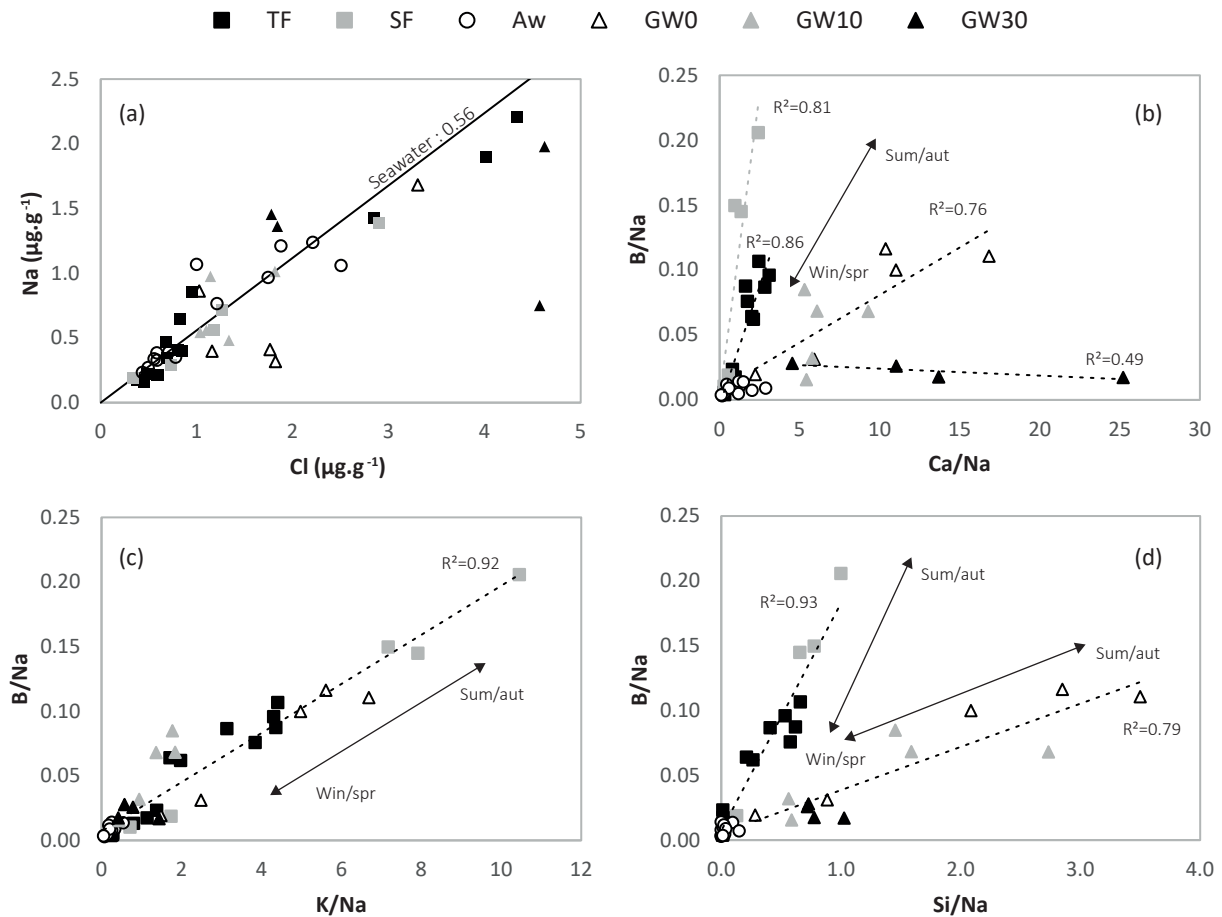 TF SF Aw GW0 GW10 GW30
(a)
Na (µg.g⁻¹)
2.5
2.0
1.5
1.0
0.5
0.0
Seawater : 0.56
0 1 2 3 4 5
Cl (µg.g⁻¹)
(b)
B/Na
0.25
0.20
0.15
0.10
0.05
0.00
R²=0.81
Sum/aut
R²=0.76
R²=0.86
Win/spr
R²=0.49
0 5 10 15 20 25 30
Ca/Na
(c)
B/Na
0.25
0.20
0.15
0.10
0.05
0.00
R²=0.92
Sum/aut
Win/spr
0 2 4 6 8 10 12
K/Na
(d)
B/Na
0.25
0.20
0.15
0.10
0.05
0.00
Sum/aut
R²=0.93
Sum/aut
R²=0.79
Win/spr
0.0 1.0 2.0 3.0 4.0
Si/Na